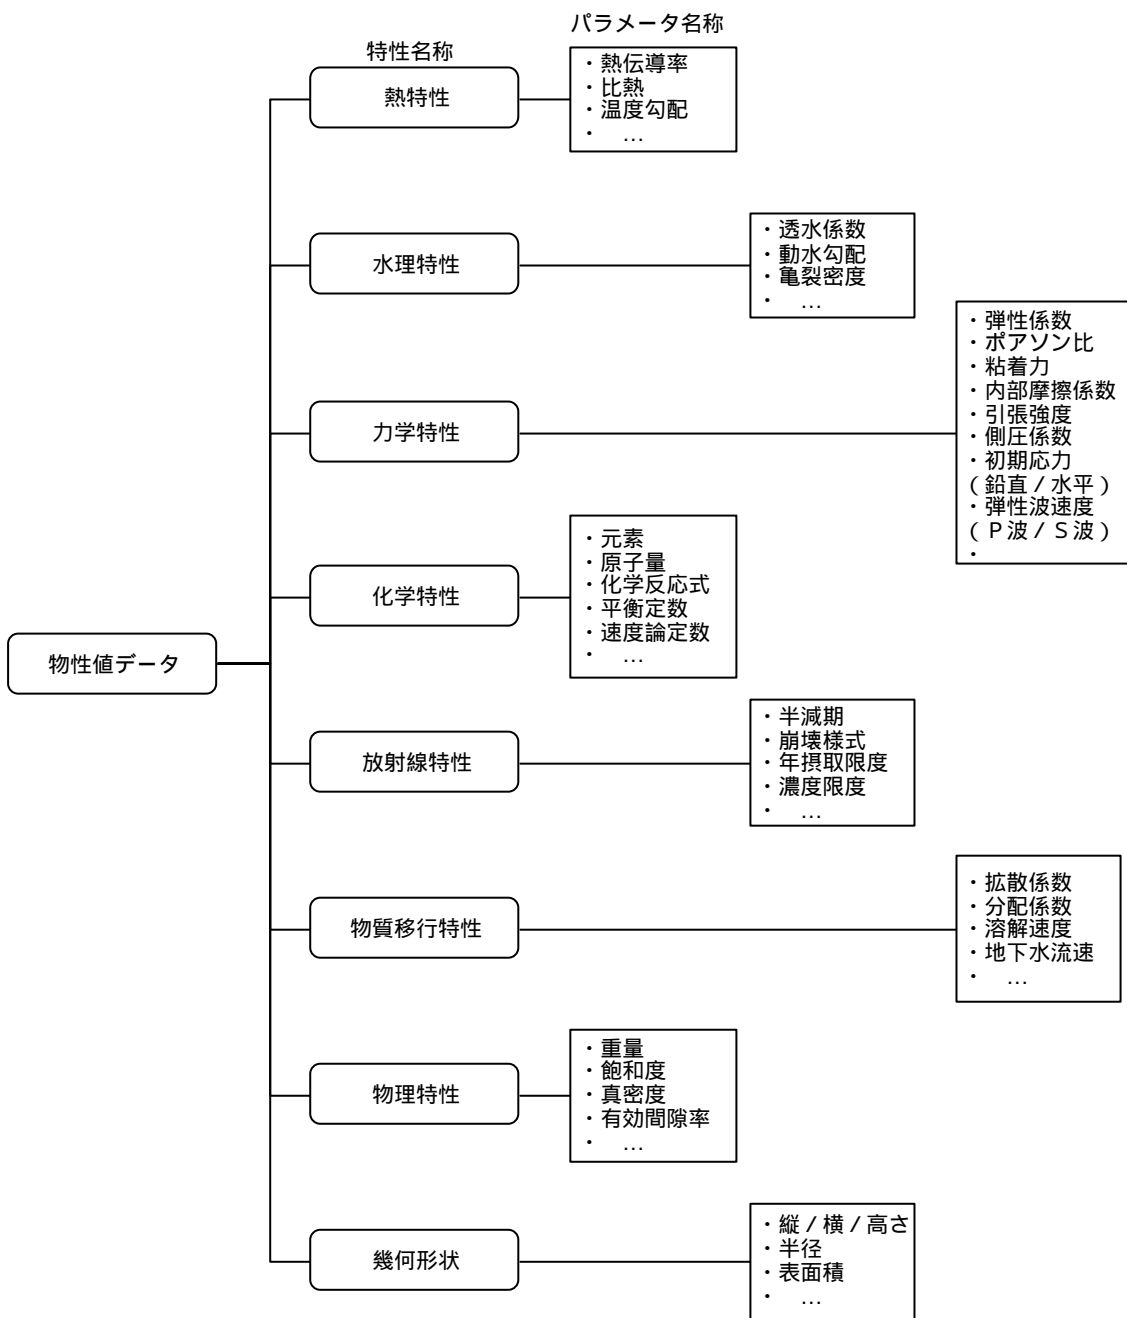 パラメータ名称
特性名称
熱特性
・熱伝導率
・比熱
・温度勾配
・　…
水理特性
・透水係数
・動水勾配
・亀裂密度
・　…
力学特性
・弾性係数
・ポアソン比
・粘着力
・内部摩擦係数
・引張強度
・側圧係数
・初期応力
(鉛直/水平)
・弾性波速度
(Ｐ波/Ｓ波)
・
化学特性
・元素
・原子量
・化学反応式
・平衡定数
・速度論定数
・　…
物性値データ
放射線特性
・半減期
・崩壊様式
・年摂取限度
・濃度限度
・　…
物質移行特性
・拡散係数
・分配係数
・溶解速度
・地下水流速
・　…
物理特性
・重量
・飽和度
・真密度
・有効間隙率
・　…
幾何形状
・縦/横/高さ
・半径
・表面積
・　…